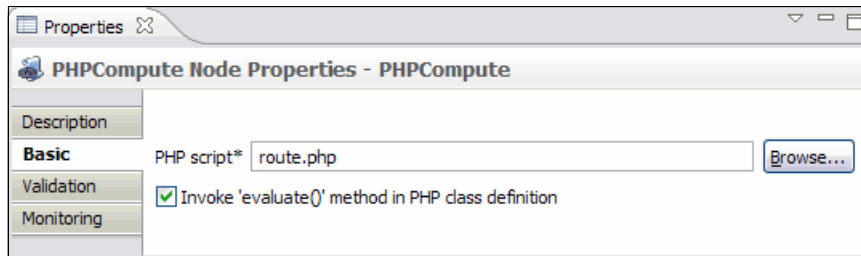 Properties
PHPCompute Node Properties - PHPCompute
Description
Basic
PHP script* route.php Browse...
Validation
Invoke 'evaluate()' method in PHP class definition
Monitoring